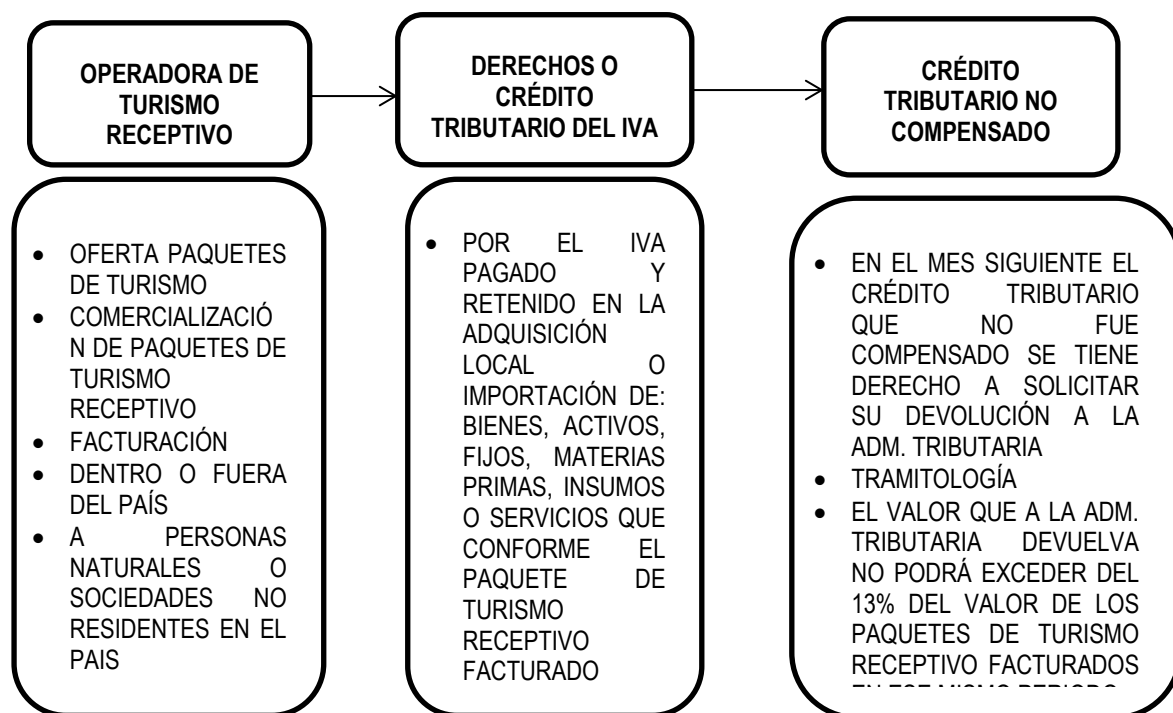 OPERADORA DE
TURISMO
RECEPTIVO
DERECHOS O
CRÉDITO
TRIBUTARIO DEL IVA
CRÉDITO
TRIBUTARIO NO
COMPENSADO
• OFERTA PAQUETES
DE TURISMO
• COMERCIALIZACIÓ
N DE PAQUETES DE
TURISMO
RECEPTIVO
• FACTURACIÓN
• DENTRO O FUERA
DEL PAÍS
• A PERSONAS
NATURALES O
SOCIEDADES NO
RESIDENTES EN EL
PAIS
• POR EL IVA
PAGADO Y
RETENIDO EN LA
ADQUISICIÓN
LOCAL O
IMPORTACIÓN DE:
BIENES, ACTIVOS,
FIJOS, MATERIAS
PRIMAS, INSUMOS
O SERVICIOS QUE
CONFORME EL
PAQUETE DE
TURISMO
RECEPTIVO
FACTURADO
• EN EL MES SIGUIENTE EL
CRÉDITO TRIBUTARIO
QUE NO FUE
COMPENSADO SE TIENE
DERECHO A SOLICITAR
SU DEVOLUCIÓN A LA
ADM. TRIBUTARIA
• TRAMITOLOGÍA
• EL VALOR QUE A LA ADM.
TRIBUTARIA DEVUELVA
NO PODRÁ EXCEDER DEL
13% DEL VALOR DE LOS
PAQUETES DE TURISMO
RECEPTIVO FACTURADOS